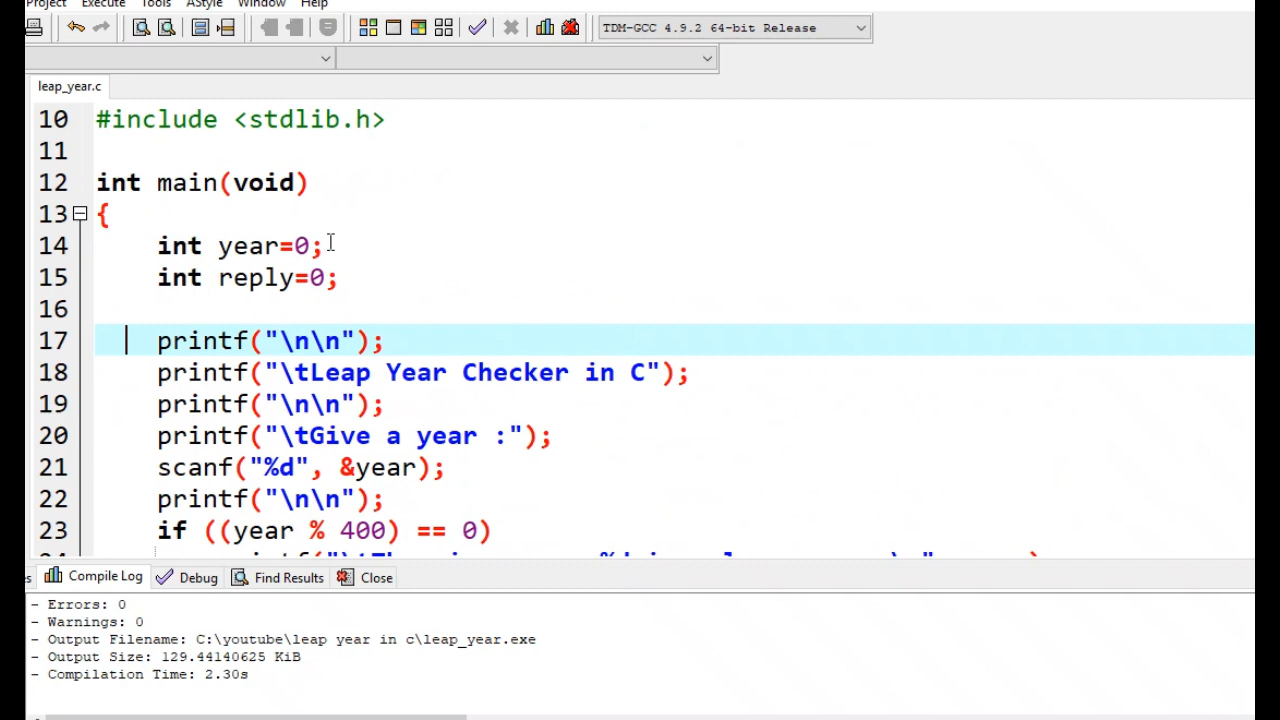 Project Execute Tools AStyle Window Help
TDM-GCC 4.9.2 64-bit Release
leap_year.c
10 #include <stdlib.h>
11
12 int main(void)
13 {
14 int year=0;
15 int reply=0;
16
17 printf("\n\n");
18 printf("\tLeap Year Checker in C");
19 printf("\n\n");
20 printf("\tGive a year :");
21 scanf("%d", &year);
22 printf("\n\n");
23 if ((year % 400) == 0)
Compile Log Debug Find Results Close
- Errors: 0
- Warnings: 0
- Output Filename: C:\youtube\leap year in c\leap_year.exe
- Output Size: 129.44140625 KiB
- Compilation Time: 2.30s